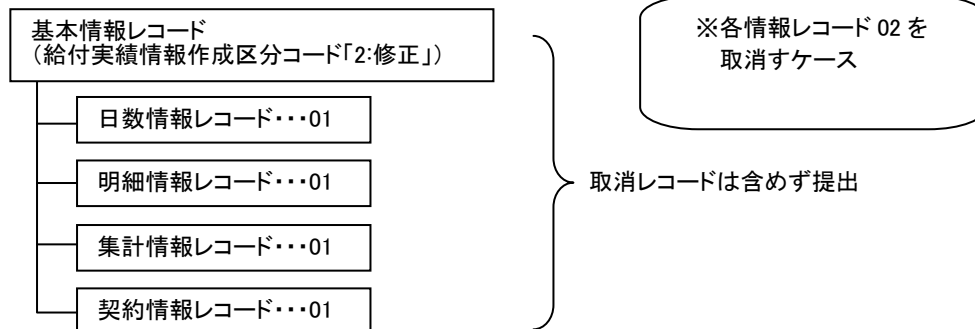 基本情報レコード
（給付実績情報作成区分コード「2:修正」）
日数情報レコード・・・01
明細情報レコード・・・01
集計情報レコード・・・01
契約情報レコード・・・01
取消レコードは含めず提出
※各情報レコード 02 を
取消すケース